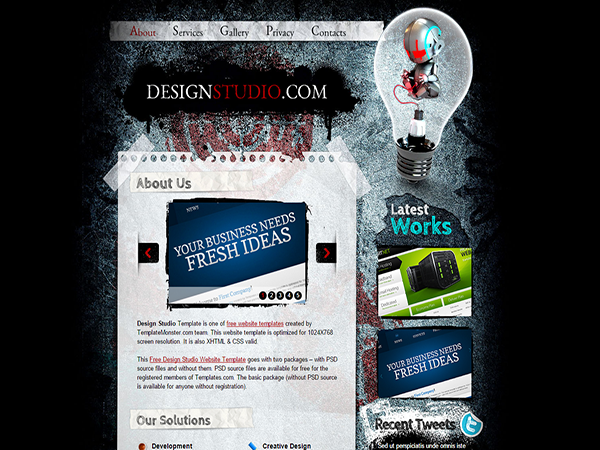 About Services Gallery Privacy Contacts
DESIGNSTUDIO.COM
About Us
NEWS
YOUR BUSINESS NEEDS
FRESH IDEAS
1 2 3 4 5
Design Studio Template is one of free website templates created by
TemplateMonster.com team. This website template is optimized for 1024X768
screen resolution. It is also XHTML & CSS valid.
This Free Design Studio Website Template goes with two packages – with PSD
source files and without them. PSD source files are available for free for the
registered members of Templates.com. The basic package (without PSD source
is available for anyone without registration).
Our Solutions
Development
Creative Design
Latest
Works
Dedicated
YOUR BUSINESS NEEDS
FRESH IDEAS
Recent Tweets
Sed ut perspiciatis unde omnis iste